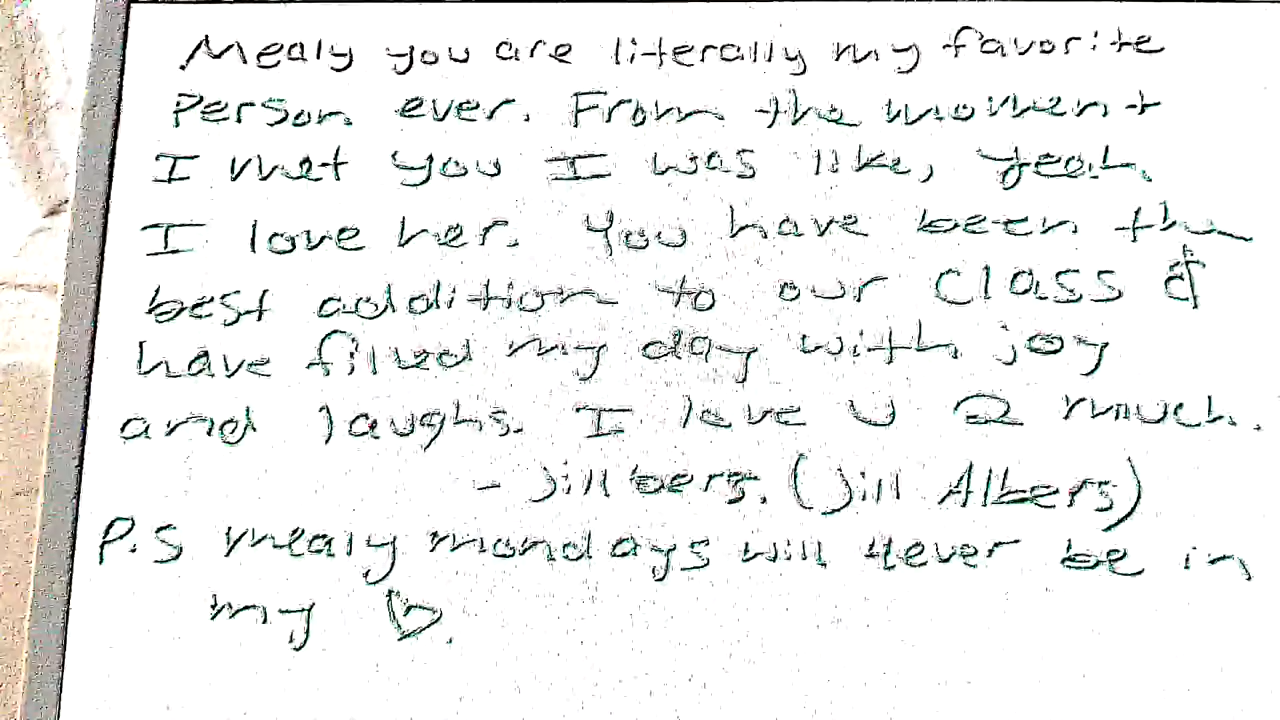 Mealy you are literally my favorite
Person ever. From the moment
I met you I was like, yeah
I love her. You have been the
best addition to our class &
have filled my day with joy
and laughs. I love U 2 much.
- Jillbers. (Jill Albers)
P.S mealy mondays will 4ever be in
my ♡.